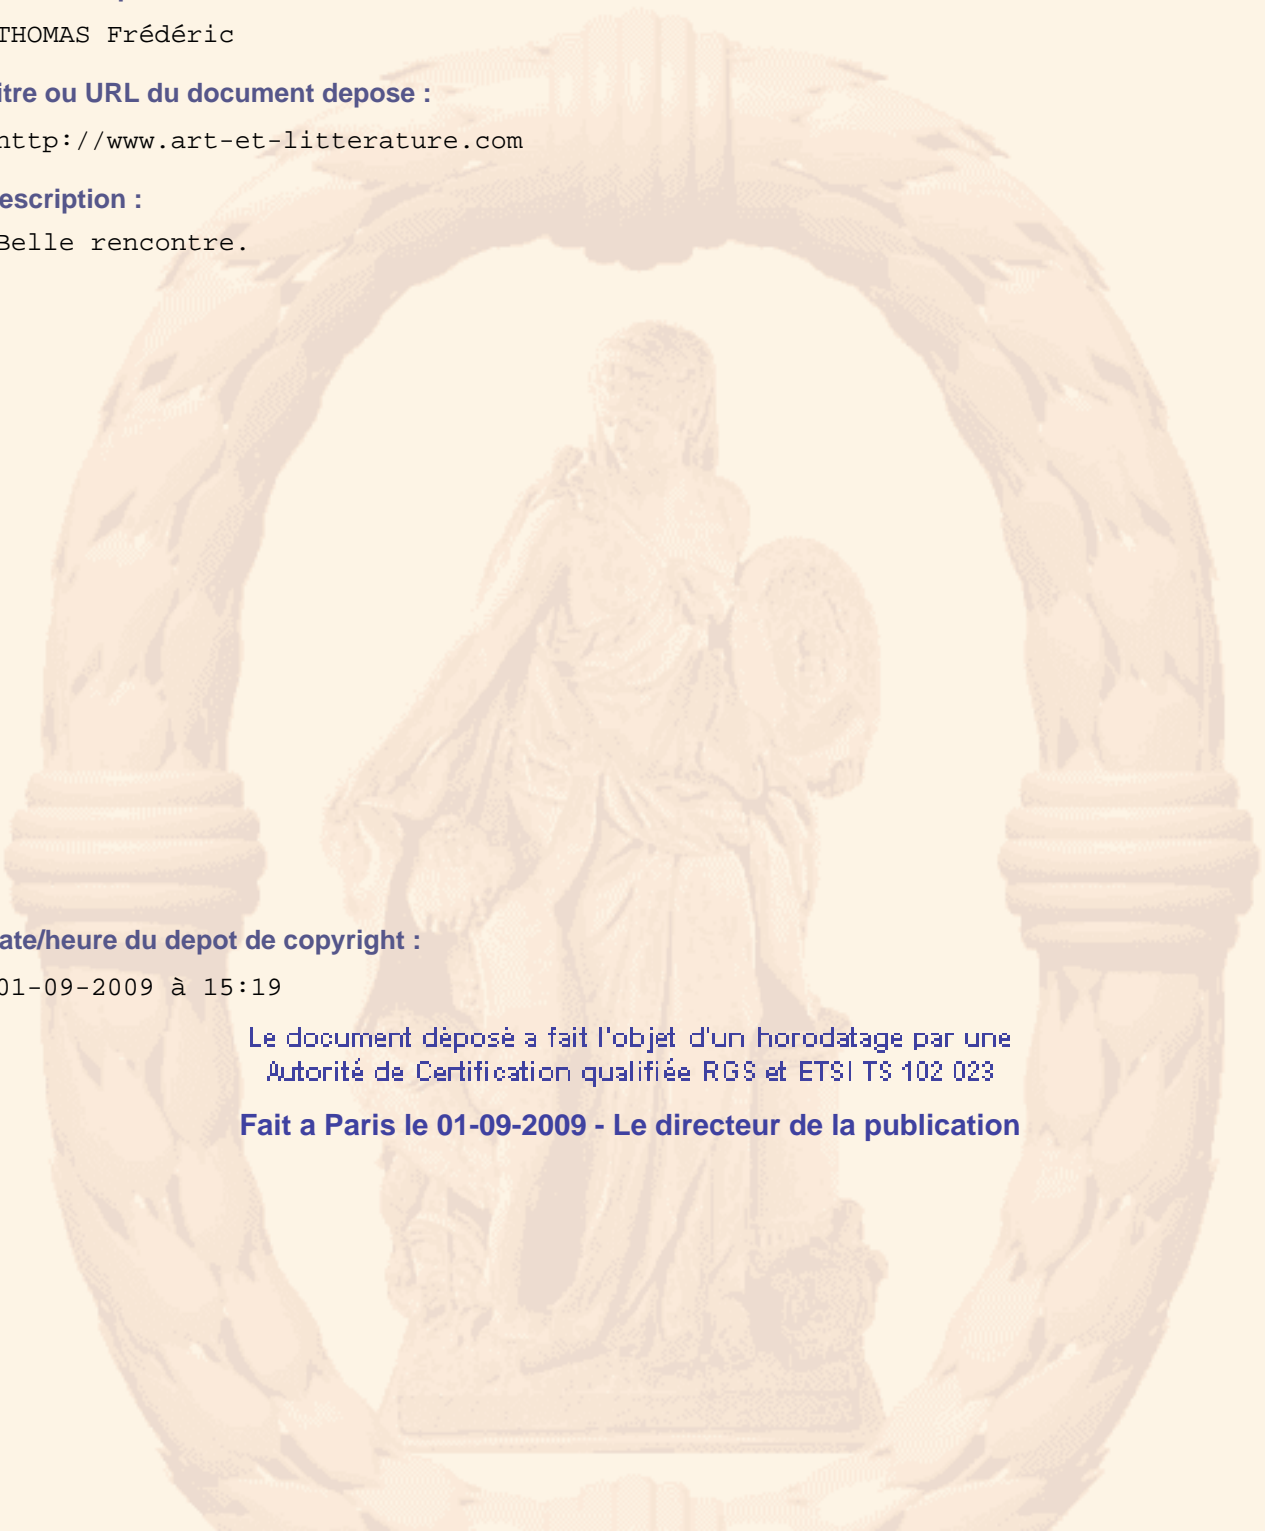 THOMAS Frédéric
itre ou URL du document depose :
http://www.art-et-litterature.com
escription :
Belle rencontre.
ate/heure du depot de copyright :
01-09-2009 à 15:19
Le document déposé a fait l'objet d'un horodatage par une
Autorité de Certification qualifiée RGS et ETSI TS 102 023
Fait a Paris le 01-09-2009 - Le directeur de la publication